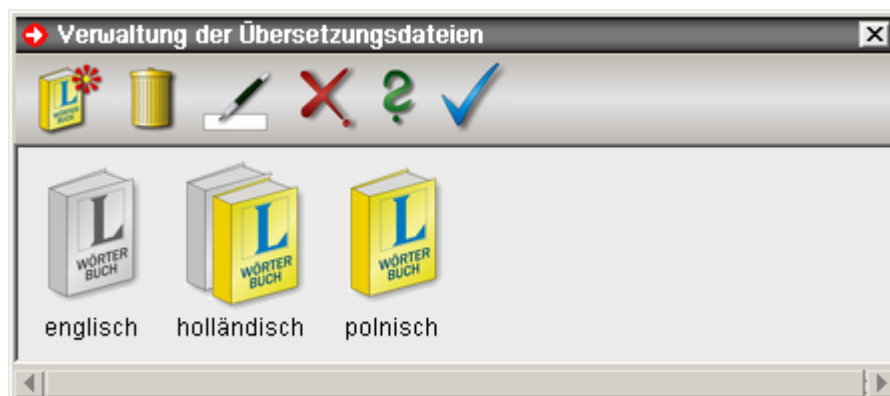 Verwaltung der Übersetzungsdateien
L
WÖRTER
BUCH
L
WÖRTER
BUCH
L
WÖRTER
BUCH
L
WÖRTER
BUCH
englisch
holländisch
polnisch